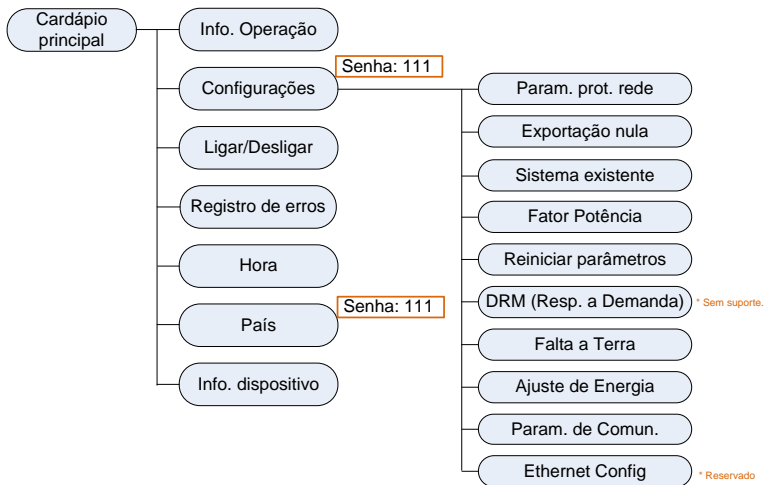 Cardápio
principal
Info. Operação
Senha: 111
Configurações
Param. prot. rede
Exportação nula
Ligar/Desligar
Sistema existente
Registro de erros
Fator Potência
Hora
Reiniciar parâmetros
Senha: 111
DRM (Resp. a Demanda)
* Sem suporte.
País
Falta a Terra
Info. dispositivo
Ajuste de Energia
Param. de Comun.
Ethernet Config
* Reservado